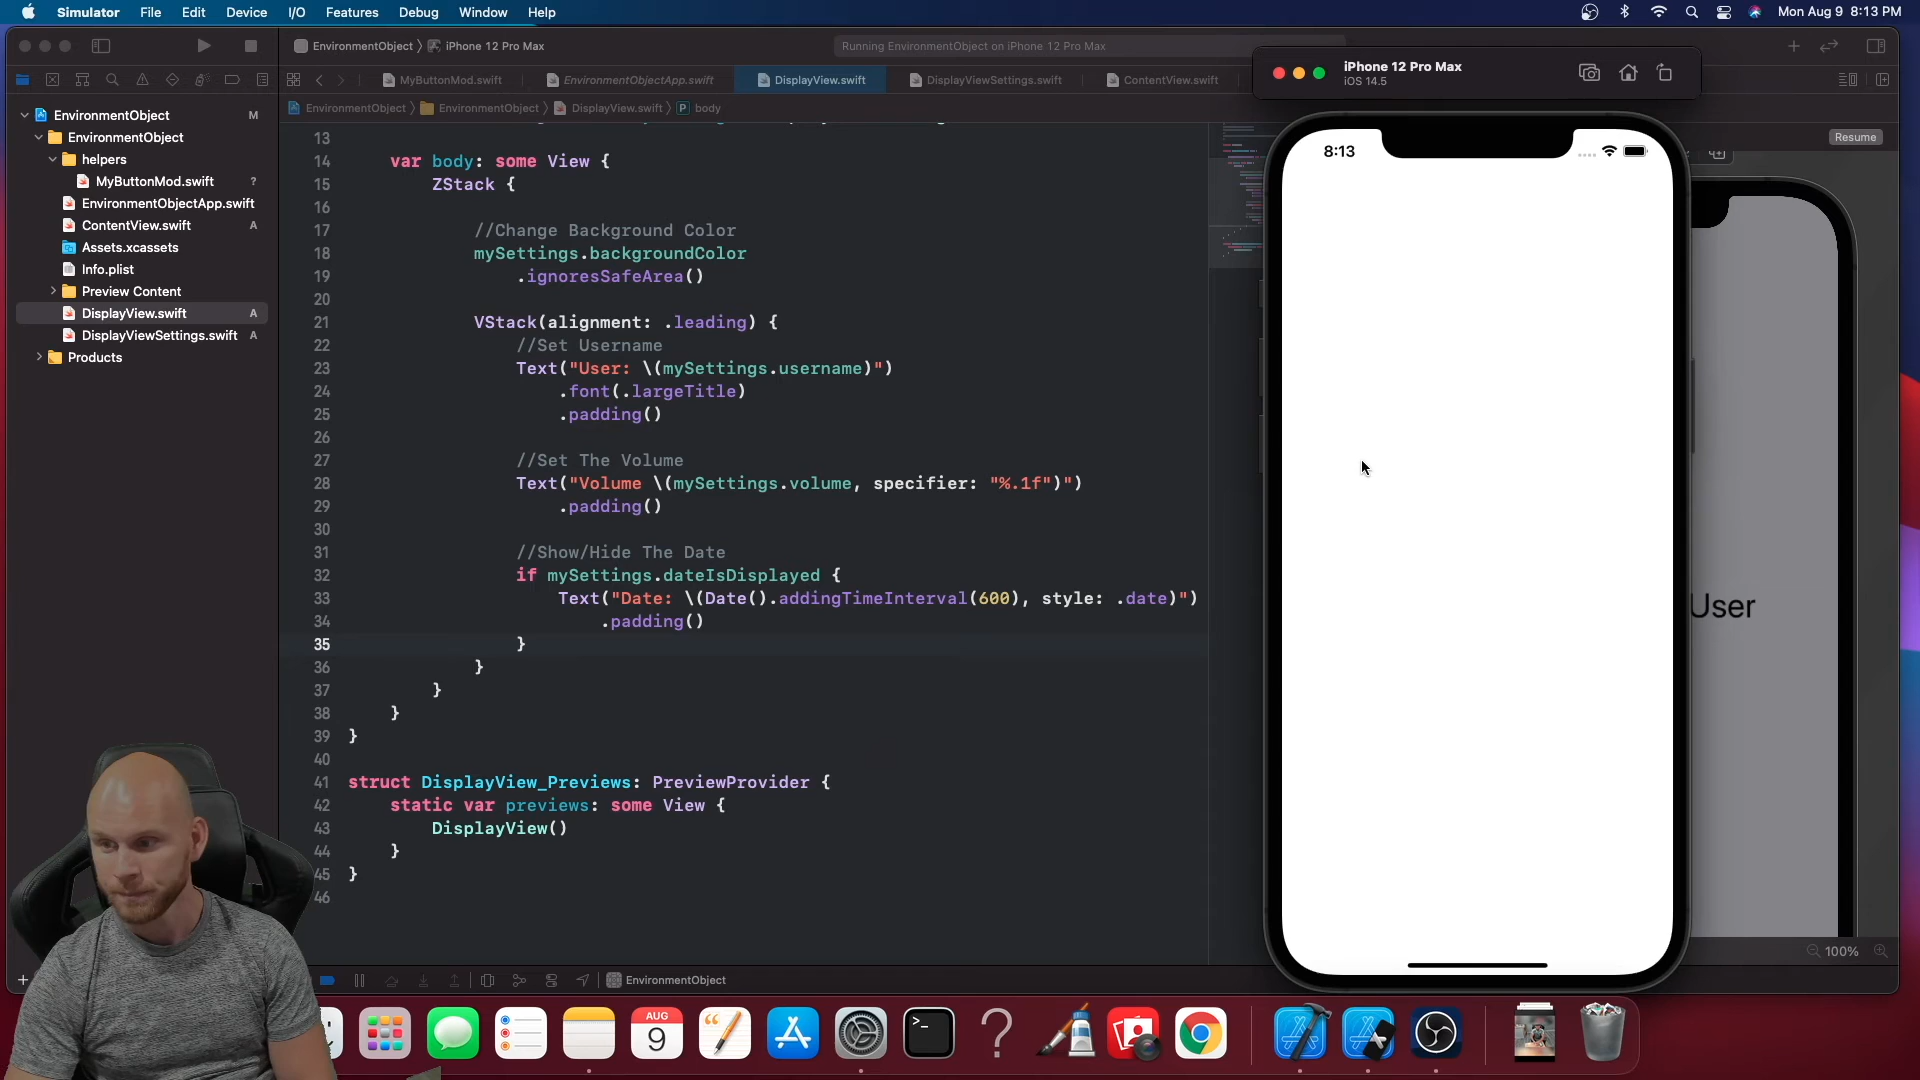 Simulator File Edit Device I/O Features Debug Window Help
Mon Aug 9 8:13 PM
EnvironmentObject
iPhone 12 Pro Max
Running EnvironmentObject on iPhone 12 Pro Max
MyButtonMod.swift
EnvironmentObjectApp.swift
DisplayView.swift
DisplayViewSettings.swift
ContentView.swift
EnvironmentObject
EnvironmentObject
DisplayView.swift
P body
EnvironmentObject M
EnvironmentObject
helpers
MyButtonMod.swift ?
EnvironmentObjectApp.swift
ContentView.swift A
Assets.xcassets
Info.plist
Preview Content
DisplayView.swift A
DisplayViewSettings.swift A
Products
13
14 var body: some View {
15 ZStack {
16
17 //Change Background Color
18 mySettings.backgroundColor
19 .ignoresSafeArea()
20
21 VStack(alignment: .leading) {
22 //Set Username
23 Text("User: \(mySettings.username)")
24 .font(.largeTitle)
25 .padding()
26
27 //Set The Volume
28 Text("Volume \(mySettings.volume, specifier: "%.1f")")
29 .padding()
30
31 //Show/Hide The Date
32 if mySettings.dateIsDisplayed {
33 Text("Date: \(Date().addingTimeInterval(600), style: .date)")
34 .padding()
35 }
36 }
37 }
38 }
39 }
40
41 struct DisplayView_Previews: PreviewProvider {
42 static var previews: some View {
43 DisplayView()
44 }
45 }
46
iPhone 12 Pro Max
iOS 14.5
8:13
Resume
User
100%
EnvironmentObject
AUG
9
>_
?